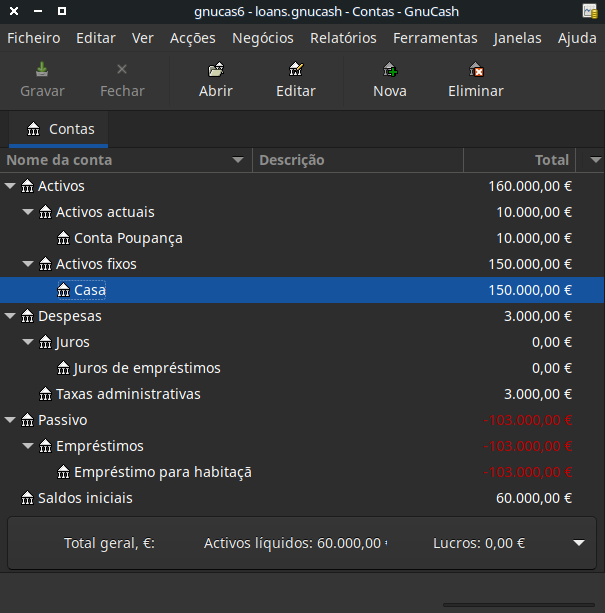 gnucas6 - loans.gnucash - Contas - GnuCash
Ficheiro Editar Ver Acções Negócios Relatórios Ferramentas Janelas Ajuda
Gravar Fechar Abrir Editar Nova Eliminar
Contas
Nome da conta Descrição Total
Activos 160.000,00 €
Activos actuais 10.000,00 €
Conta Poupança 10.000,00 €
Activos fixos 150.000,00 €
Casa 150.000,00 €
Despesas 3.000,00 €
Juros 0,00 €
Juros de empréstimos 0,00 €
Taxas administrativas 3.000,00 €
Passivo -103.000,00 €
Empréstimos -103.000,00 €
Empréstimo para habitaçã -103.000,00 €
Saldos iniciais 60.000,00 €
Total geral, €: Activos líquidos: 60.000,00 Lucros: 0,00 €